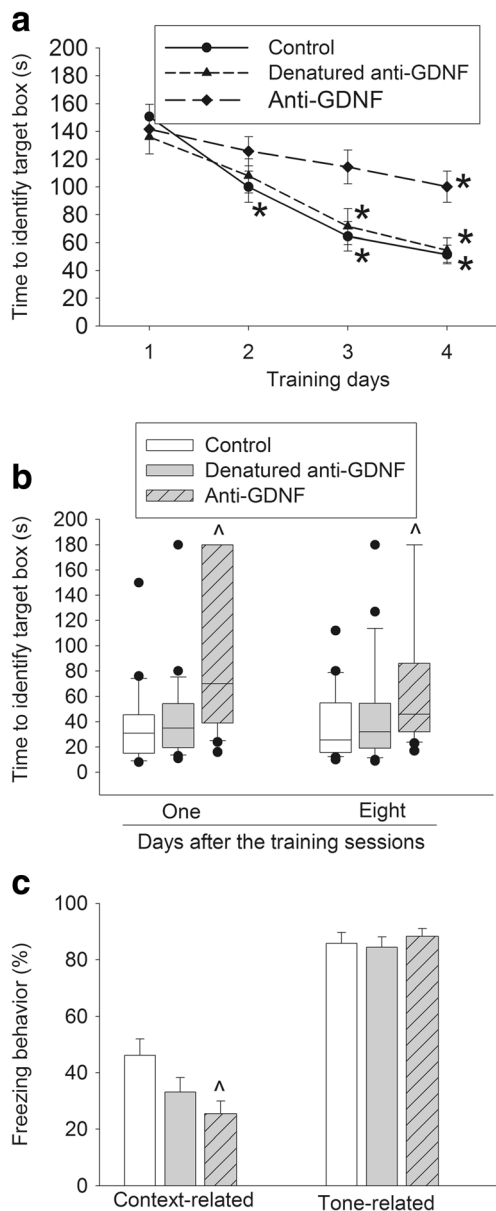 a
Time to identify target box (s)
200
180
160
140
120
100
80
60
40
20
0
Control
Denatured anti-GDNF
Anti-GDNF
*
*
*
*
*
*
1 2 3 4
Training days
b
Control
Denatured anti-GDNF
Anti-GDNF
Time to identify target box (s)
200
180
160
140
120
100
80
60
40
20
0
^
^
One Eight
Days after the training sessions
c
Freezing behavior (%)
100
80
60
40
20
0
^
Context-related Tone-related